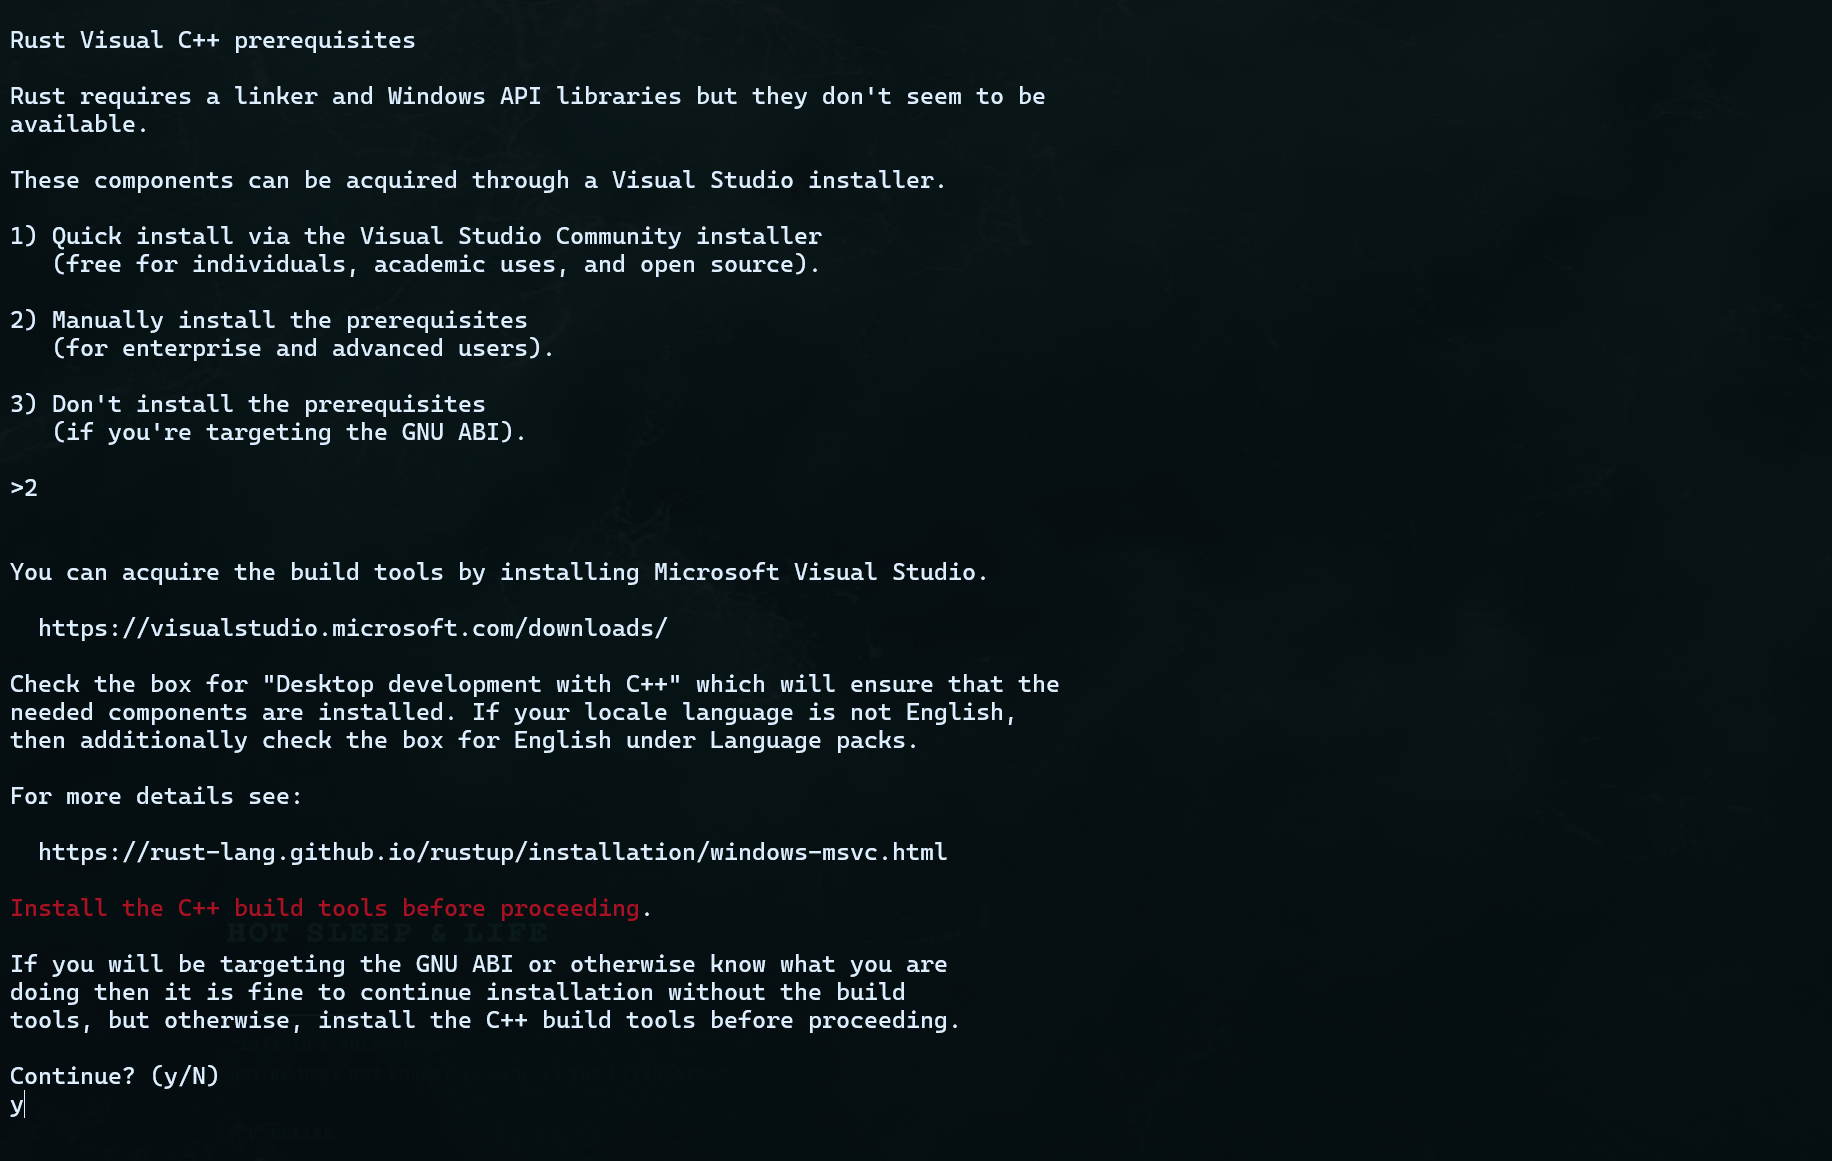 Rust Visual C++ prerequisites
Rust requires a linker and Windows API libraries but they don't seem to be
available.
These components can be acquired through a Visual Studio installer.
1) Quick install via the Visual Studio Community installer
(free for individuals, academic uses, and open source).
2) Manually install the prerequisites
(for enterprise and advanced users).
3) Don't install the prerequisites
(if you're targeting the GNU ABI).
>2
You can acquire the build tools by installing Microsoft Visual Studio.
https://visualstudio.microsoft.com/downloads/
Check the box for "Desktop development with C++" which will ensure that the
needed components are installed. If your locale language is not English,
then additionally check the box for English under Language packs.
For more details see:
https://rust-lang.github.io/rustup/installation/windows-msvc.html
Install the C++ build tools before proceeding.
HOT SLEEP & LIFE
If you will be targeting the GNU ABI or otherwise know what you are
doing then it is fine to continue installation without the build
tools, but otherwise, install the C++ build tools before proceeding.
Continue? (y/N)
y